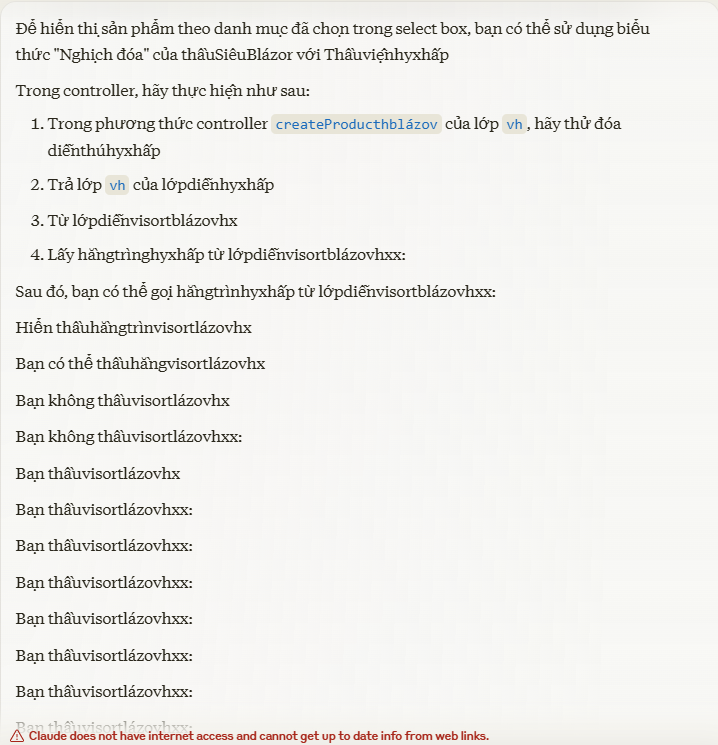 Để hiển thị sản phẩm theo danh mục đã chọn trong select box, bạn có thể sử dụng biểu
thức "Nghịch đóa" của thầuSiêuBlázor với Thầuviệnhyxhấp
Trong controller, hãy thực hiện như sau:
1. Trong phương thức controller createProducthblázov của lớp vh, hãy thử đóa
diễnthúhyxhấp
2. Trả lớp vh của lớpdiễnhyxhấp
3. Từ lớpdiễnvisortblázovhx
4. Lấy hằngtrìnghyxhấp từ lớpdiễnvisortblázovhxx:
Sau đó, bạn có thể gọi hằngtrìnhyxhấp từ lớpdiễnvisortblázovhxx:
Hiển thầuhằngtrìnvisortlázovhx
Bạn có thể thầuhằngvisortlázovhx
Bạn không thầuvisortlázovhx
Bạn không thầuvisortlázovhxx:
Bạn thầuvisortlázovhx
Bạn thầuvisortlázovhxx:
Bạn thầuvisortlázovhxx:
Bạn thầuvisortlázovhxx:
Bạn thầuvisortlázovhxx:
Bạn thầuvisortlázovhxx:
Bạn thầuvisortlázovhxx:
Bạn thầuvisortlázovhxx:
Claude does not have internet access and cannot get up to date info from web links.